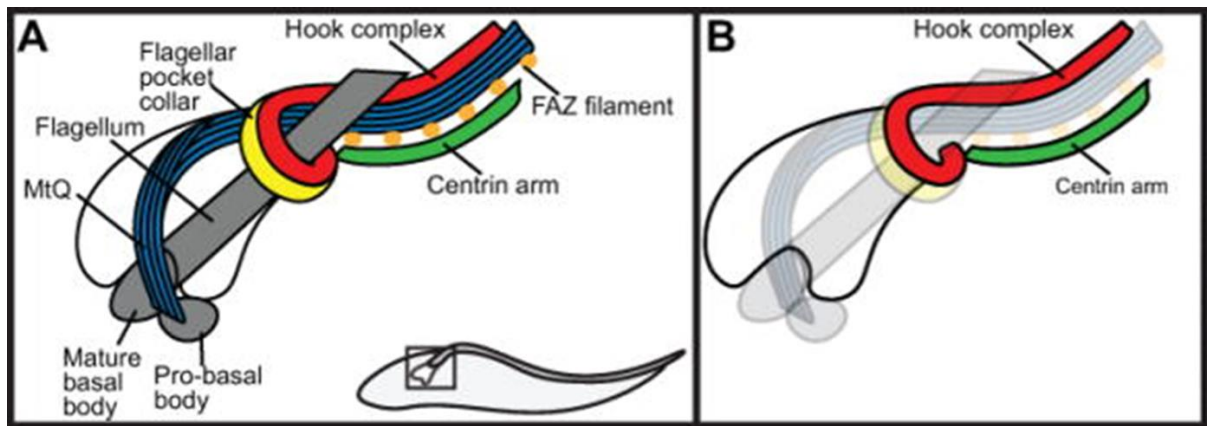 A
Hook complex
Flagellar
pocket
collar
Flagellum
FAZ filament
MtQ
Centrin arm
Mature
basal
body
Pro-basal
body
B
Hook complex
Centrin arm